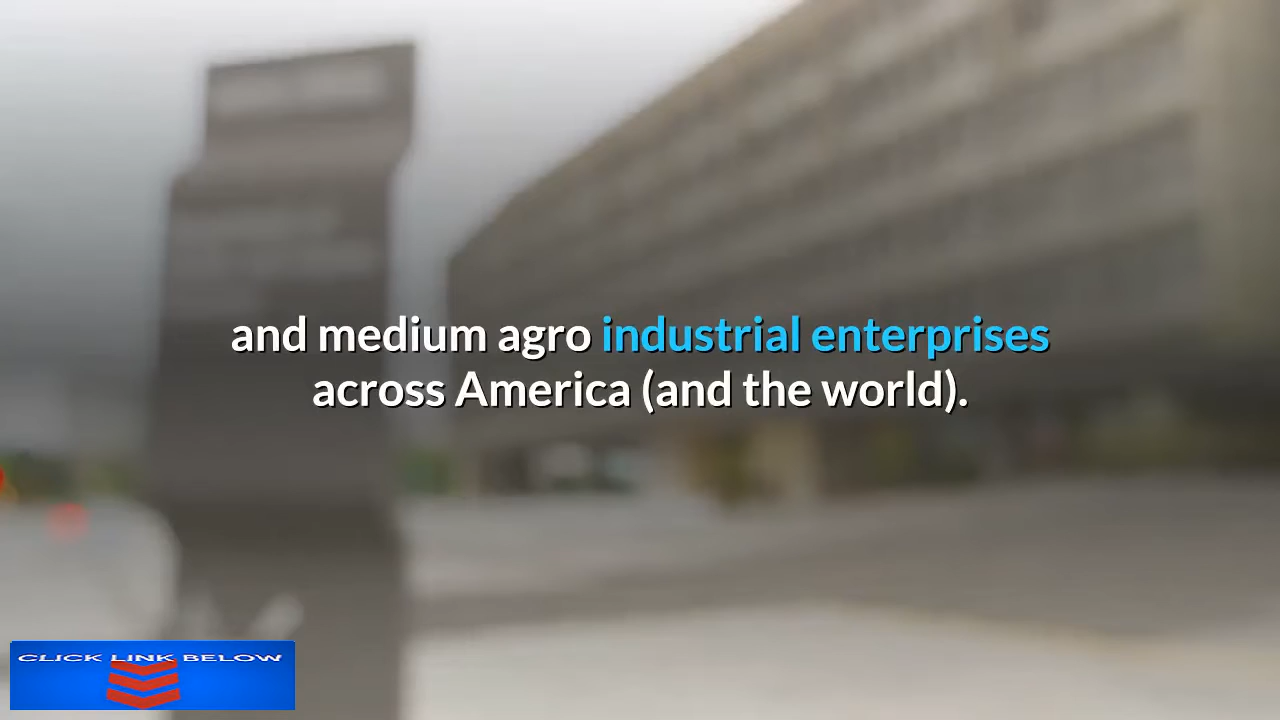 and medium agro industrial enterprises
across America (and the world).
CLICK LINK BELOW